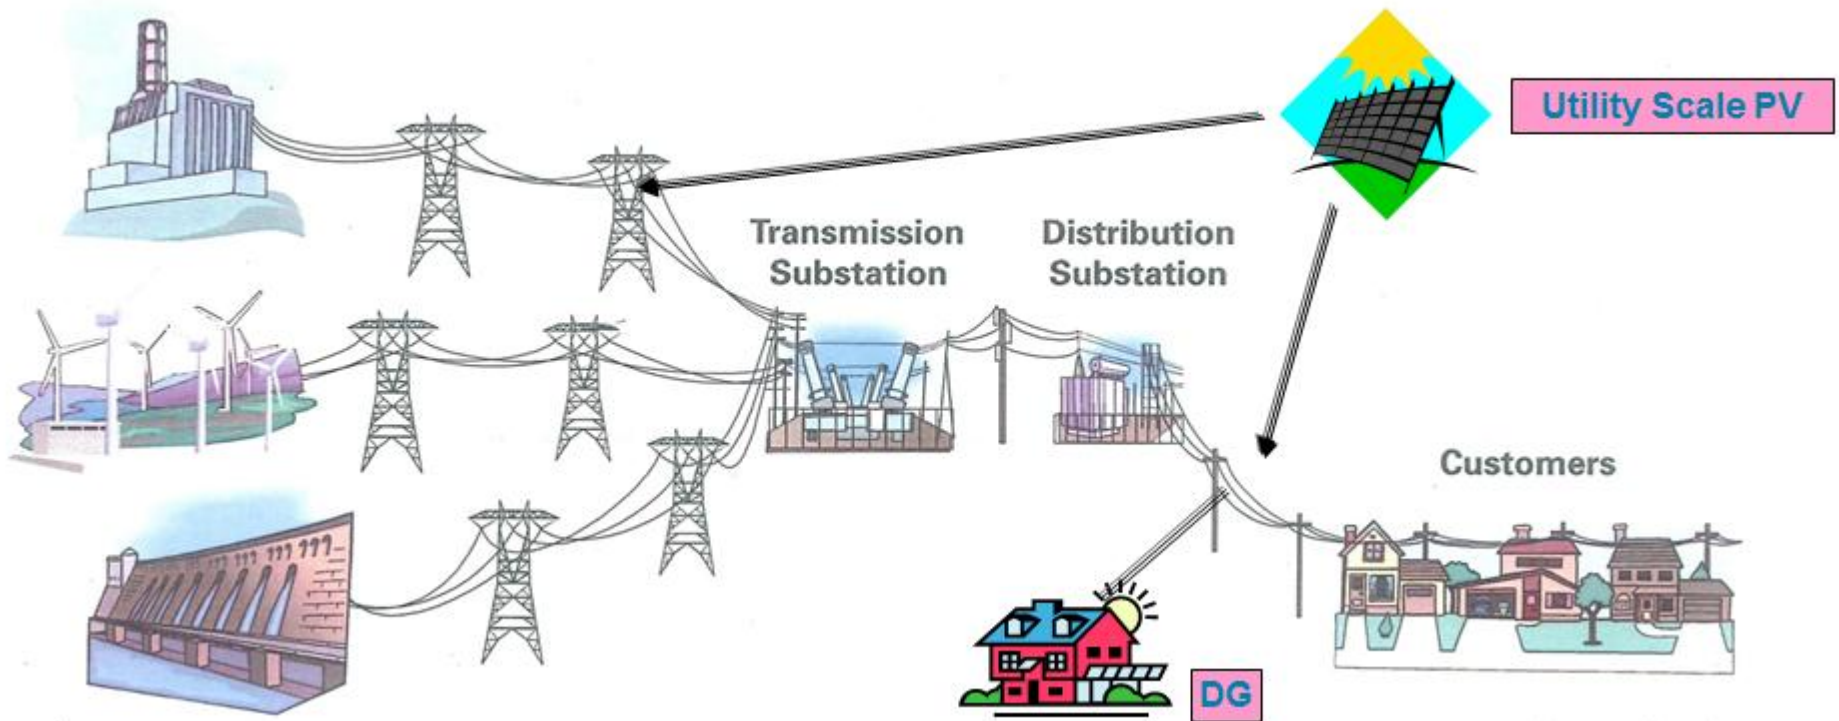 Utility Scale PV
Transmission
Substation
Distribution
Substation
Customers
DG